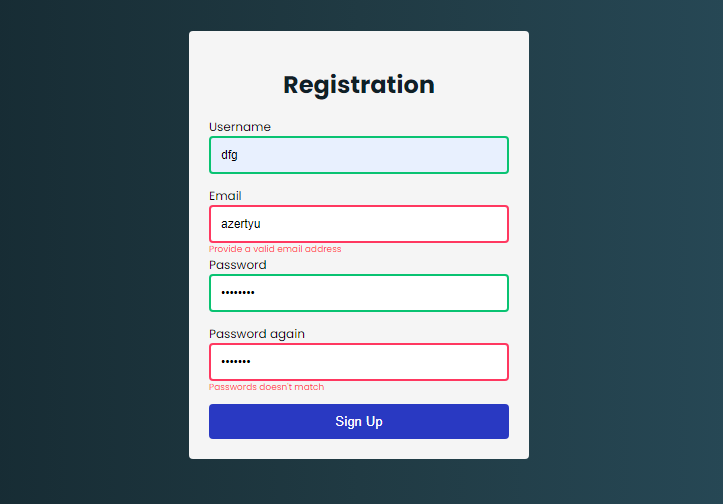 Registration
Username
dfg
Email
azertyu
Provide a valid email address
Password
••••••••
Password again
•••••••
Passwords doesn't match
Sign Up